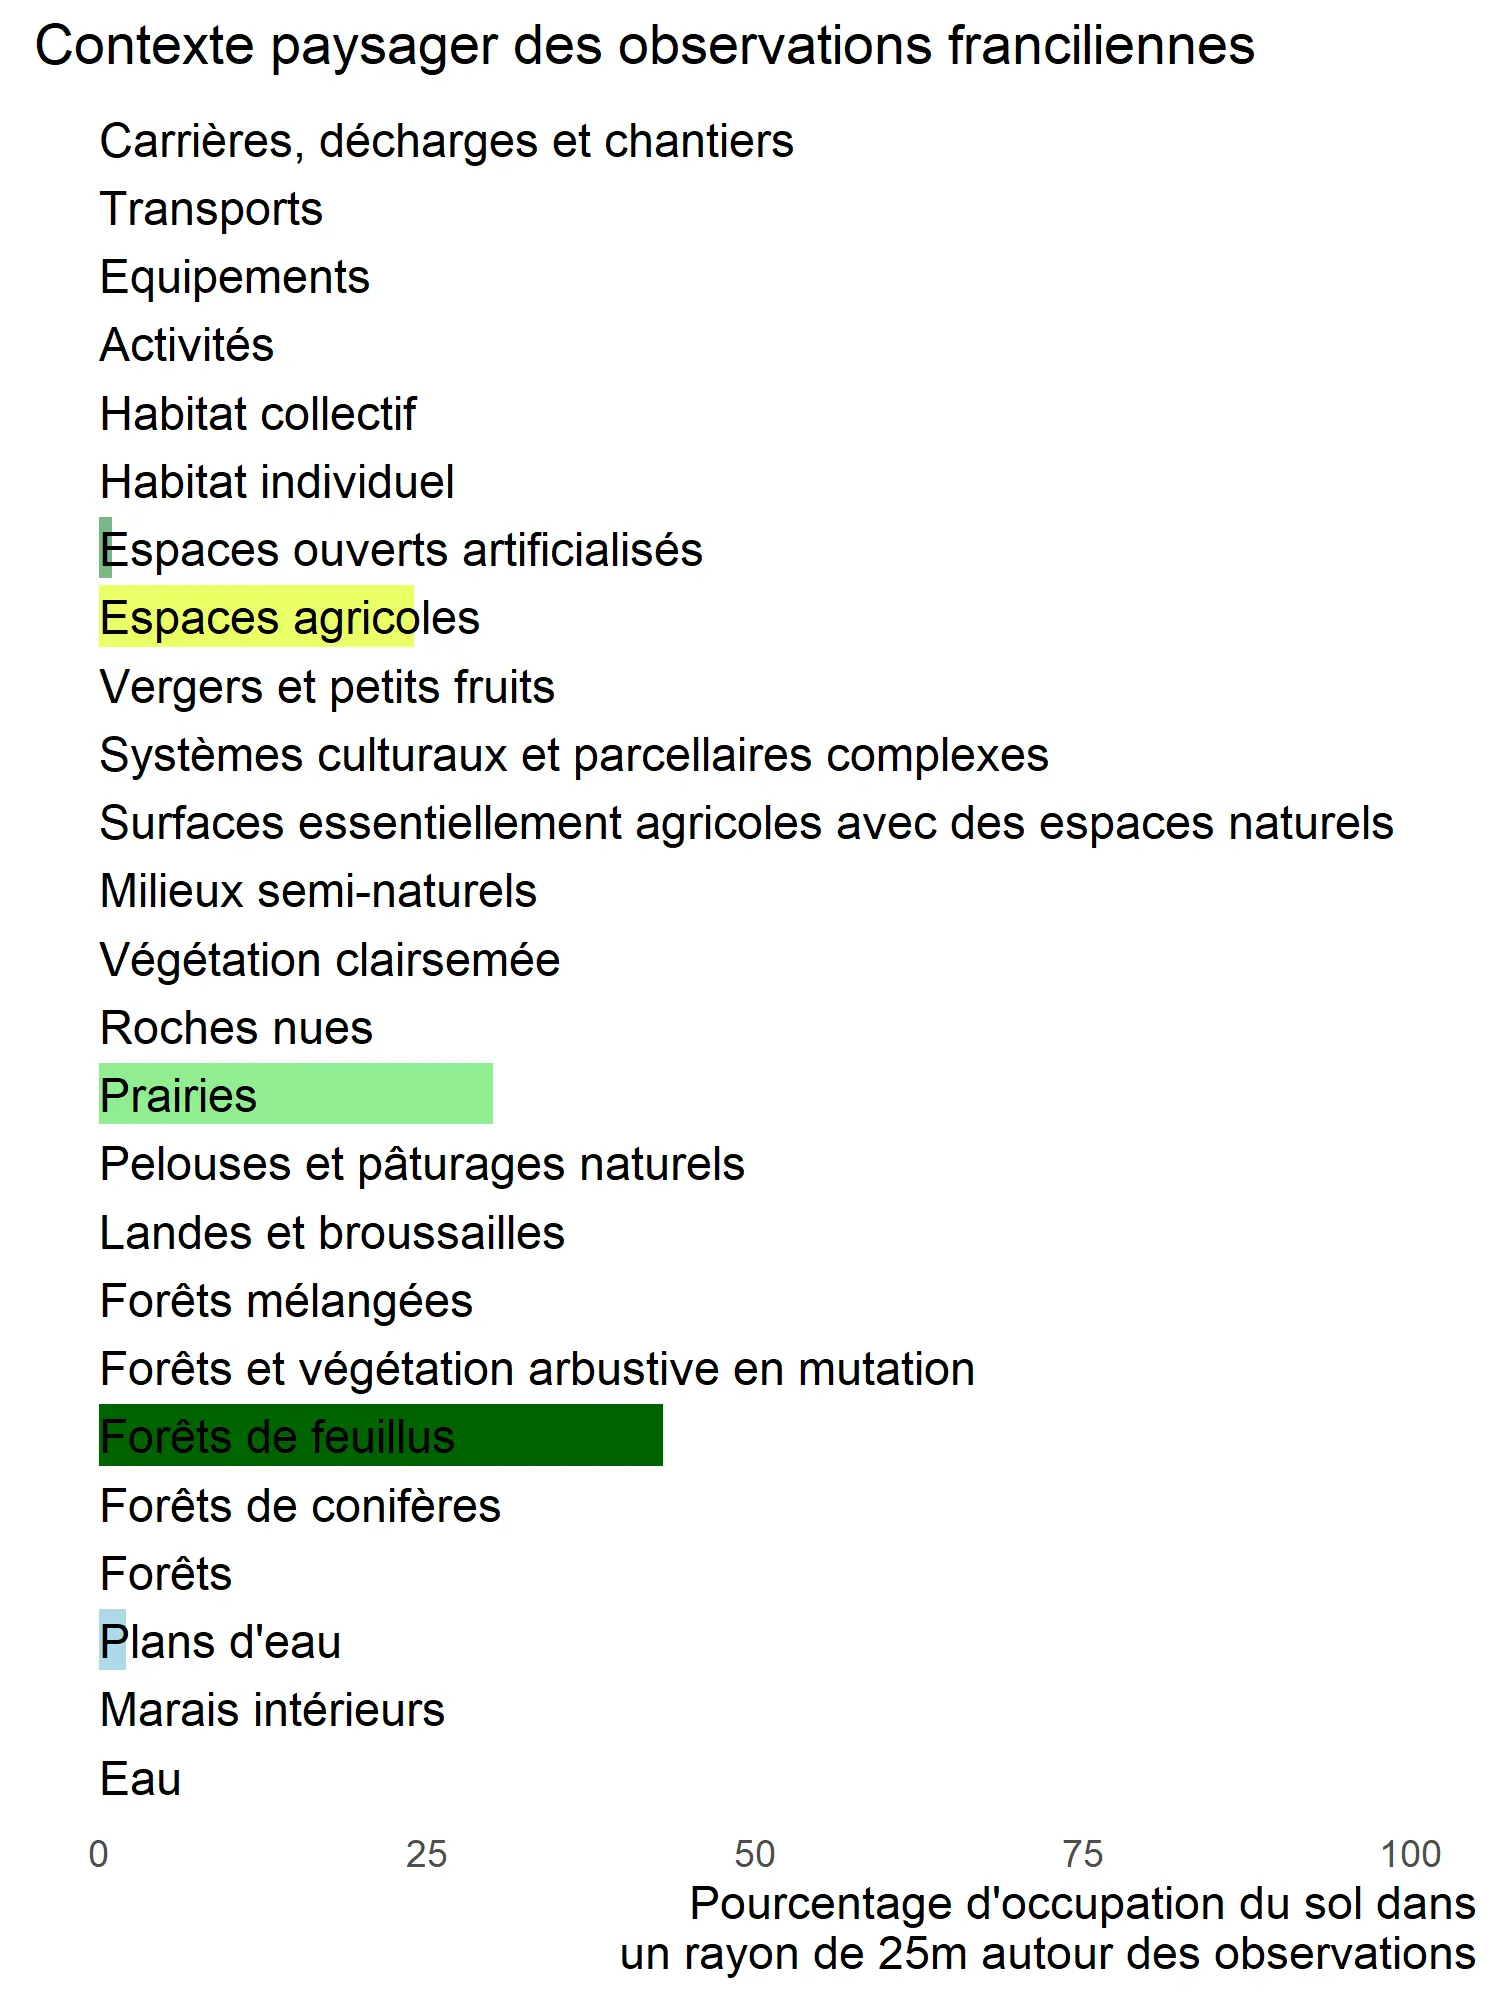 Contexte paysager des observations franciliennes
Carrières, décharges et chantiers
Transports
Equipements
Activités
Habitat collectif
Habitat individuel
Espaces ouverts artificialisés
Espaces agricoles
Vergers et petits fruits
Systèmes culturaux et parcellaires complexes
Surfaces essentiellement agricoles avec des espaces naturels
Milieux semi-naturels
Végétation clairsemée
Roches nues
Prairies
Pelouses et pâturages naturels
Landes et broussailles
Forêts mélangées
Forêts et végétation arbustive en mutation
Forêts de feuillus
Forêts de conifères
Forêts
Plans d'eau
Marais intérieurs
Eau
0 25 50 75 100
Pourcentage d'occupation du sol dans
un rayon de 25m autour des observations